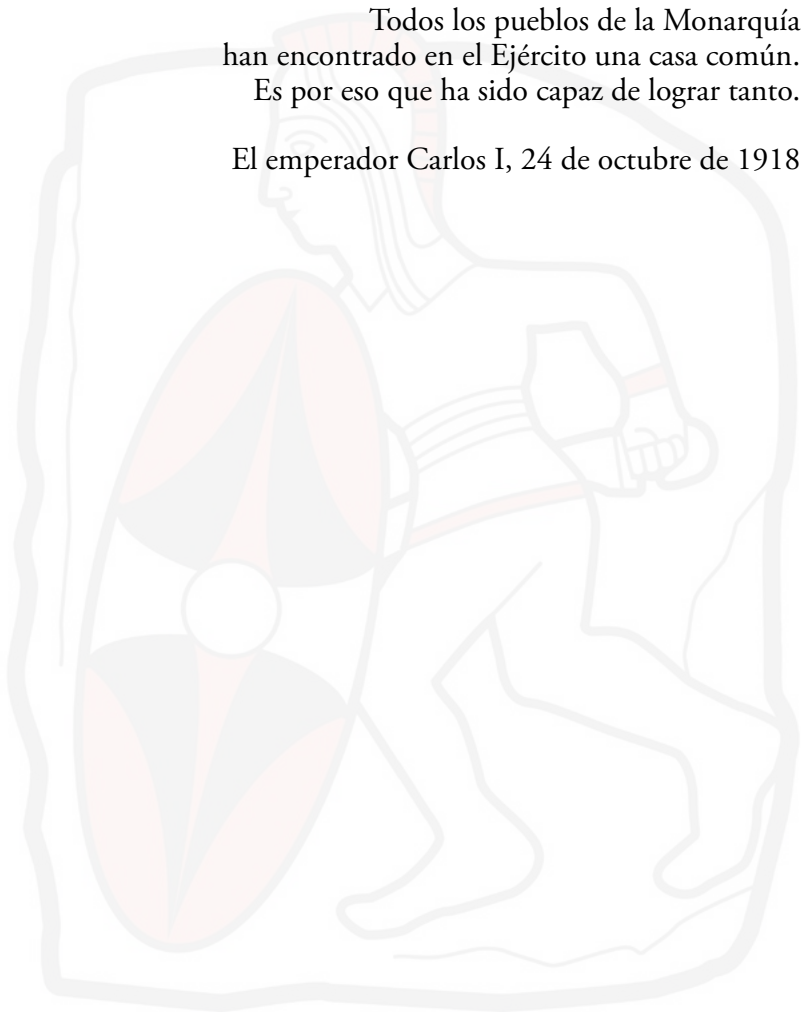 Todos los pueblos de la Monarquía
han encontrado en el Ejército una casa común.
Es por eso que ha sido capaz de lograr tanto.
El emperador Carlos I, 24 de octubre de 1918